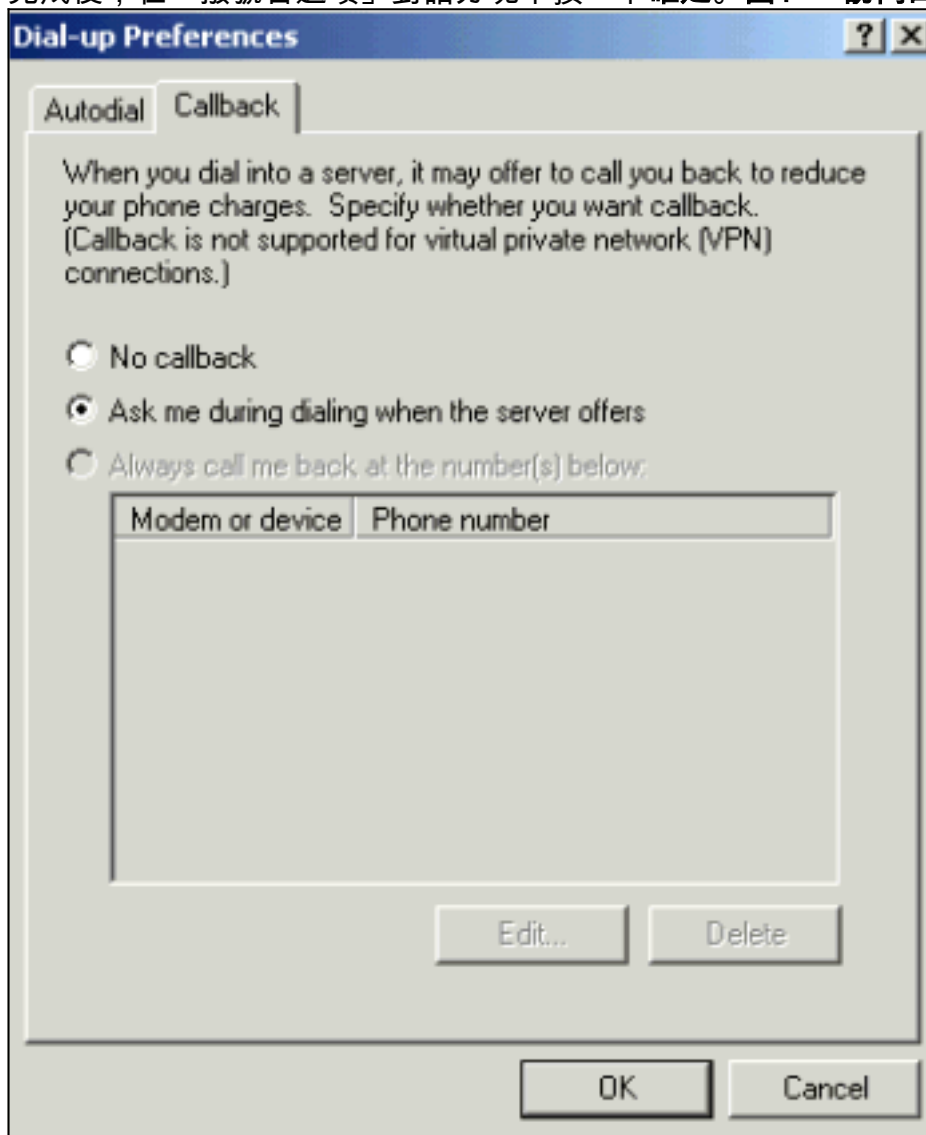 Dial-up Preferences
Autodial
Callback
When you dial into a server, it may offer to call you back to reduce
your phone charges. Specify whether you want callback.
(Callback is not supported for virtual private network (VPN)
connections.)
No callback
Ask me during dialing when the server offers
Always call me back at the number(s) below:
Modem or device
Phone number
Edit...
Delete
OK
Cancel